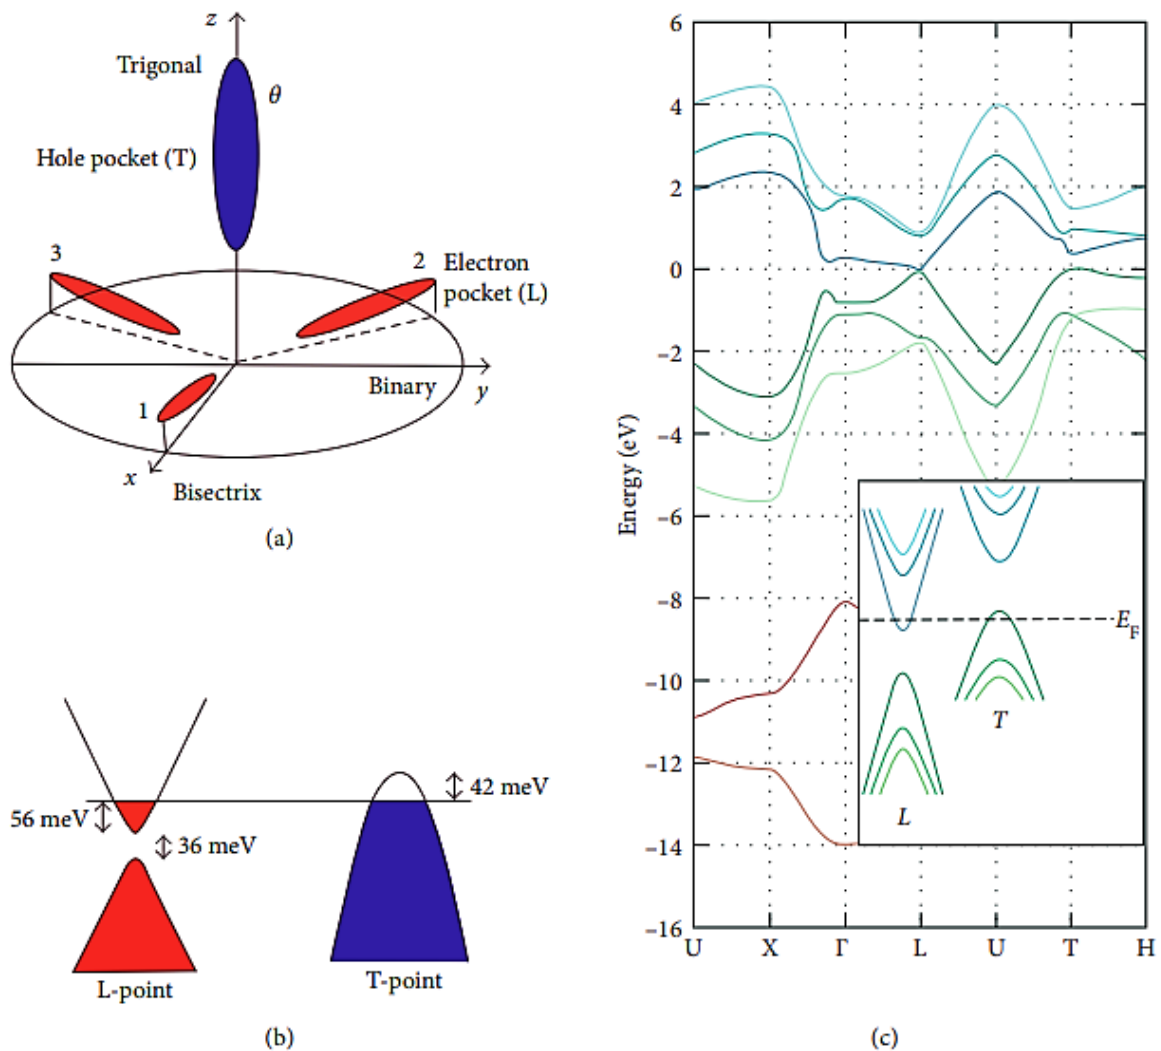 z
Trigonal
θ
Hole pocket (T)
3
2
Electron
pocket (L)
Binary
y
1
x
Bisectrix
(a)
56 meV
36 meV
42 meV
L-point
T-point
(b)
Energy (eV)
6
4
2
0
−2
−4
−6
−8
−10
−12
−14
−16
E_F
T
L
U
X
Γ
L
U
T
H
(c)